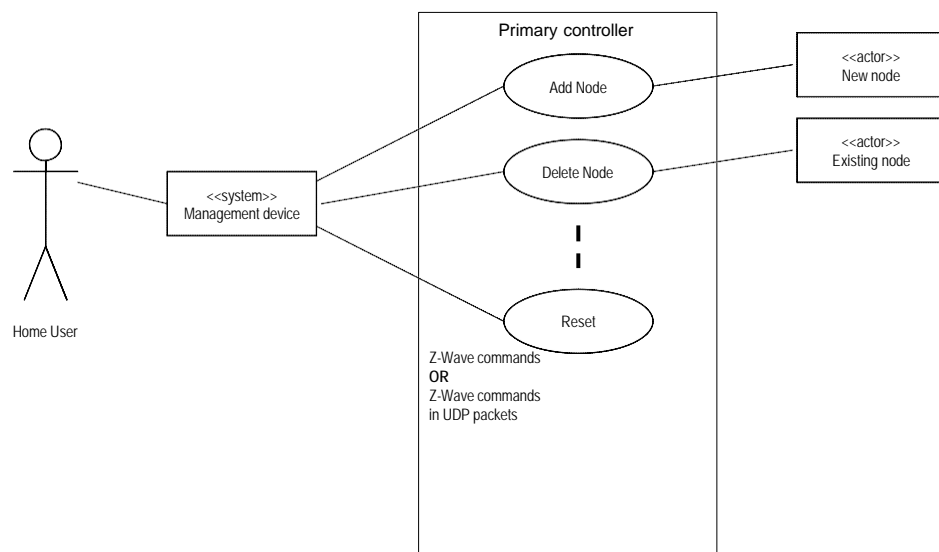 Primary controller
Add Node
<<actor>>
New node
Delete Node
<<actor>>
Existing node
<<system>>
Management device
Reset
Home User
Z-Wave commands
OR
Z-Wave commands
in UDP packets